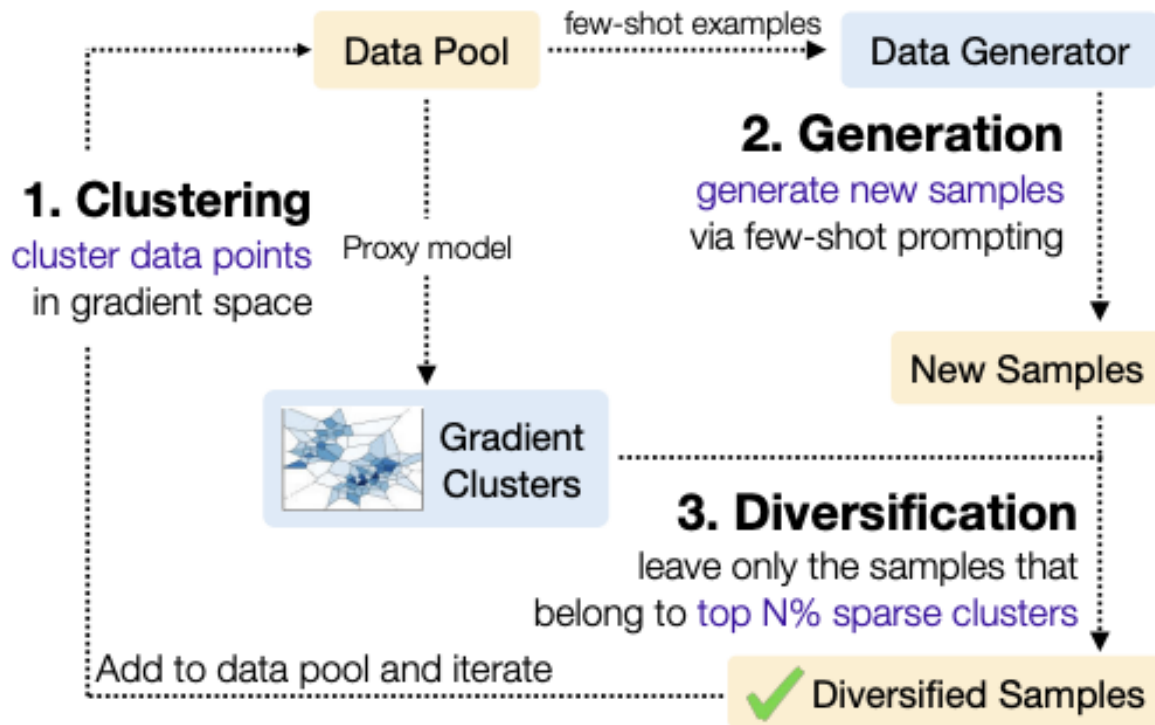 few-shot examples
Data Pool
Data Generator
1. Clustering
cluster data points
in gradient space
Proxy model
2. Generation
generate new samples
via few-shot prompting
New Samples
Gradient
Clusters
3. Diversification
leave only the samples that
belong to top N% sparse clusters
Add to data pool and iterate
Diversified Samples